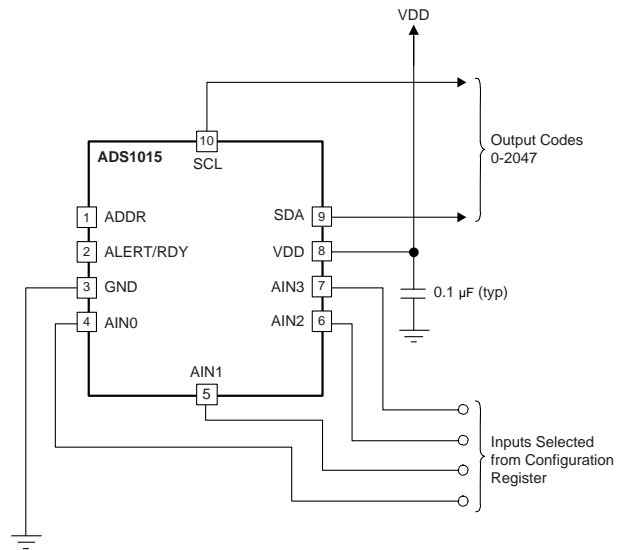 VDD
10
ADS1015
SCL
Output Codes
0-2047
1 ADDR
SDA 9
2 ALERT/RDY
VDD 8
3 GND
AIN3 7
0.1 µF (typ)
4 AIN0
AIN2 6
AIN1
5
Inputs Selected
from Configuration
Register